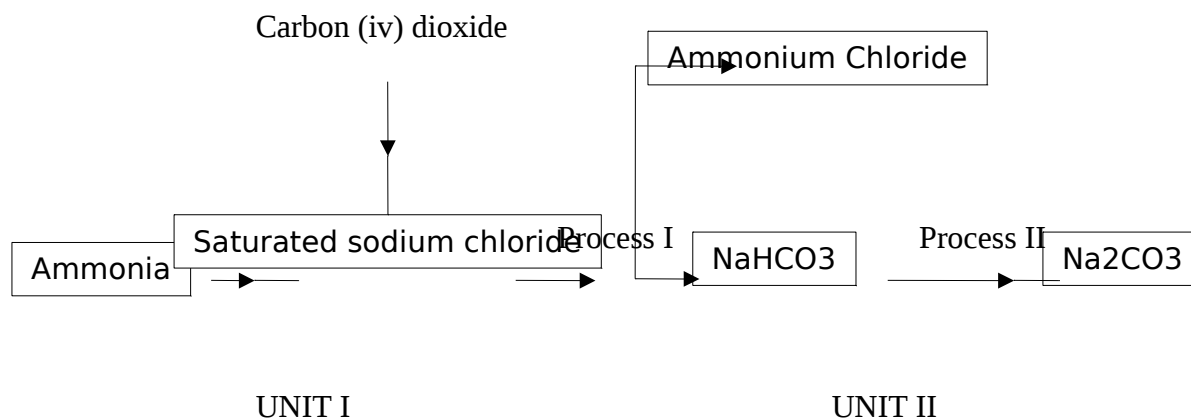 Carbon (iv) dioxide
Ammonium Chloride
Ammonia
Saturated sodium chloride
Process I
NaHCO3
Process II
Na2CO3
UNIT I
UNIT II